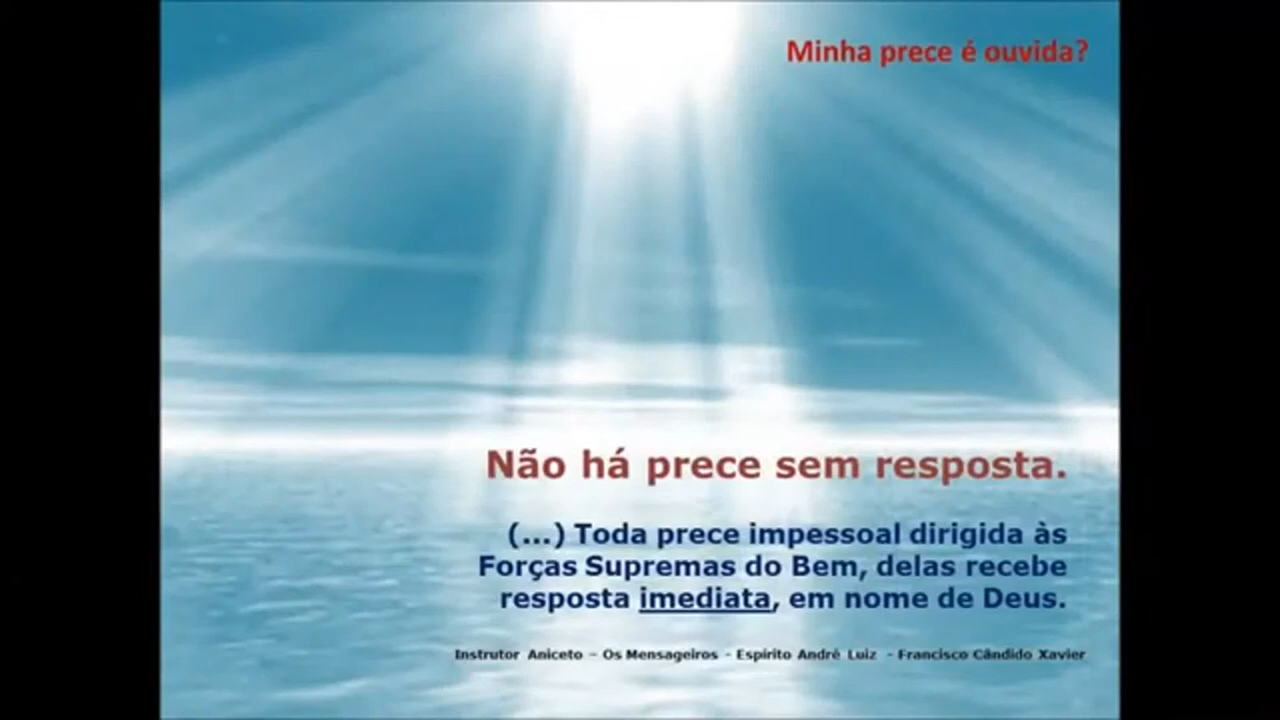 Minha prece é ouvida?
Não há prece sem resposta.
(...) Toda prece impessoal dirigida às
Forças Supremas do Bem, delas recebe
resposta imediata, em nome de Deus.
Instrutor Aniceto – Os Mensageiros - Espírito André Luiz - Francisco Cândido Xavier